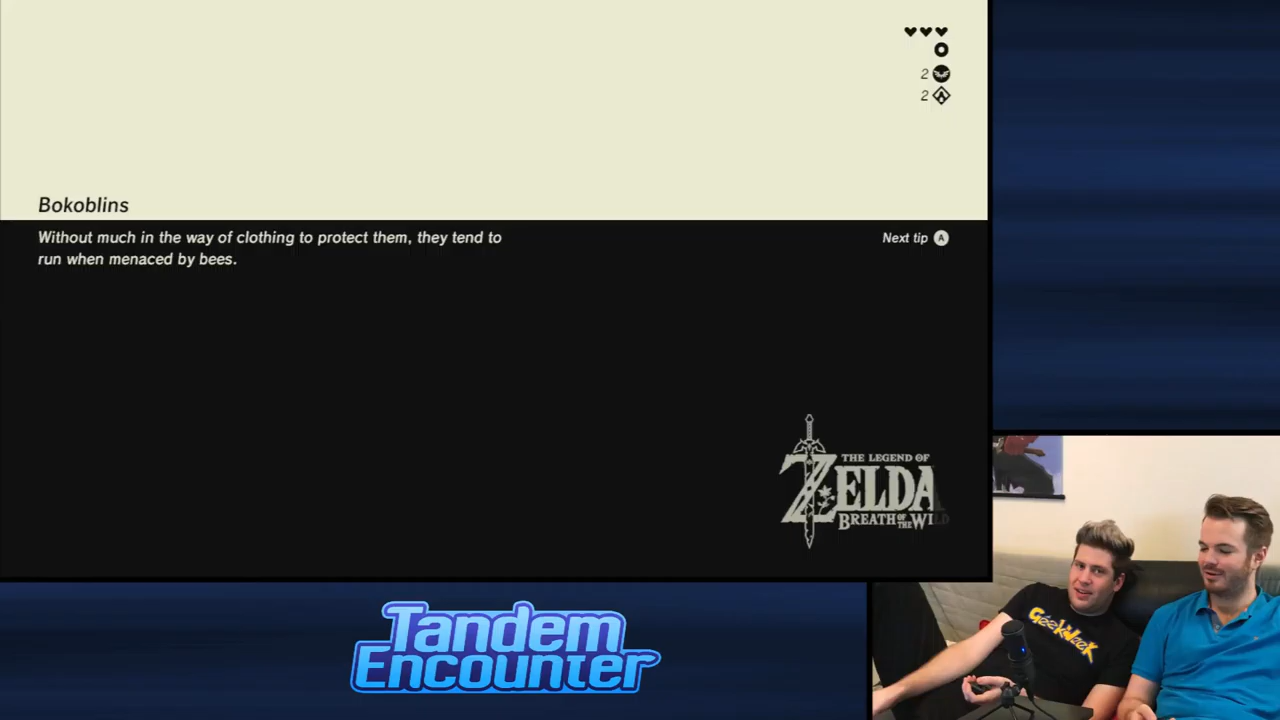 2
2
Bokoblins
Without much in the way of clothing to protect them, they tend to
run when menaced by bees.
Next tip A
THE LEGEND OF
ZELDA
BREATH OF THE WILD
GeekdeeK
Tandem
Encounter